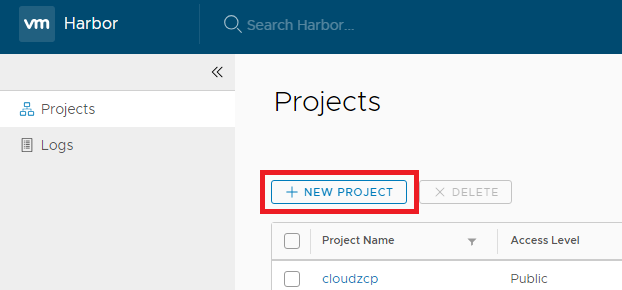 vm Harbor
Search Harbor...
Projects
Projects
Logs
NEW PROJECT
DELETE
Project Name
Access Level
cloudzcp
Public